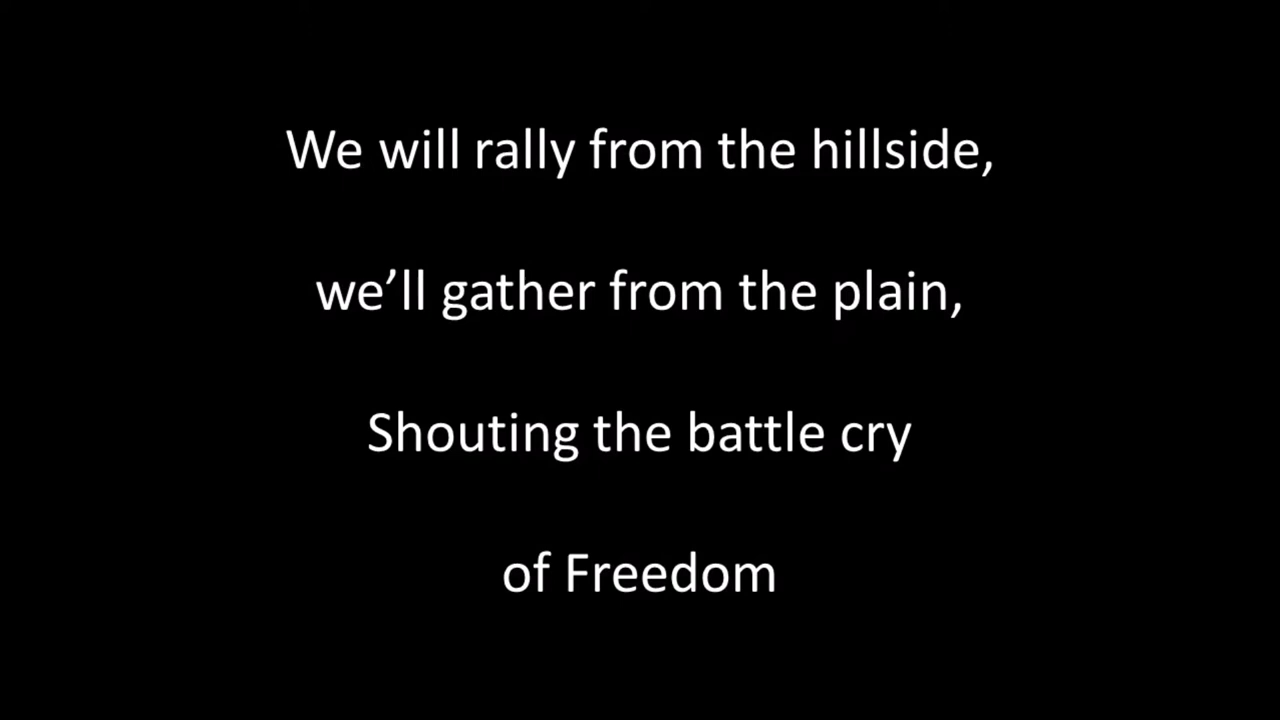 We will rally from the hillside,
we’ll gather from the plain,
Shouting the battle cry
of Freedom